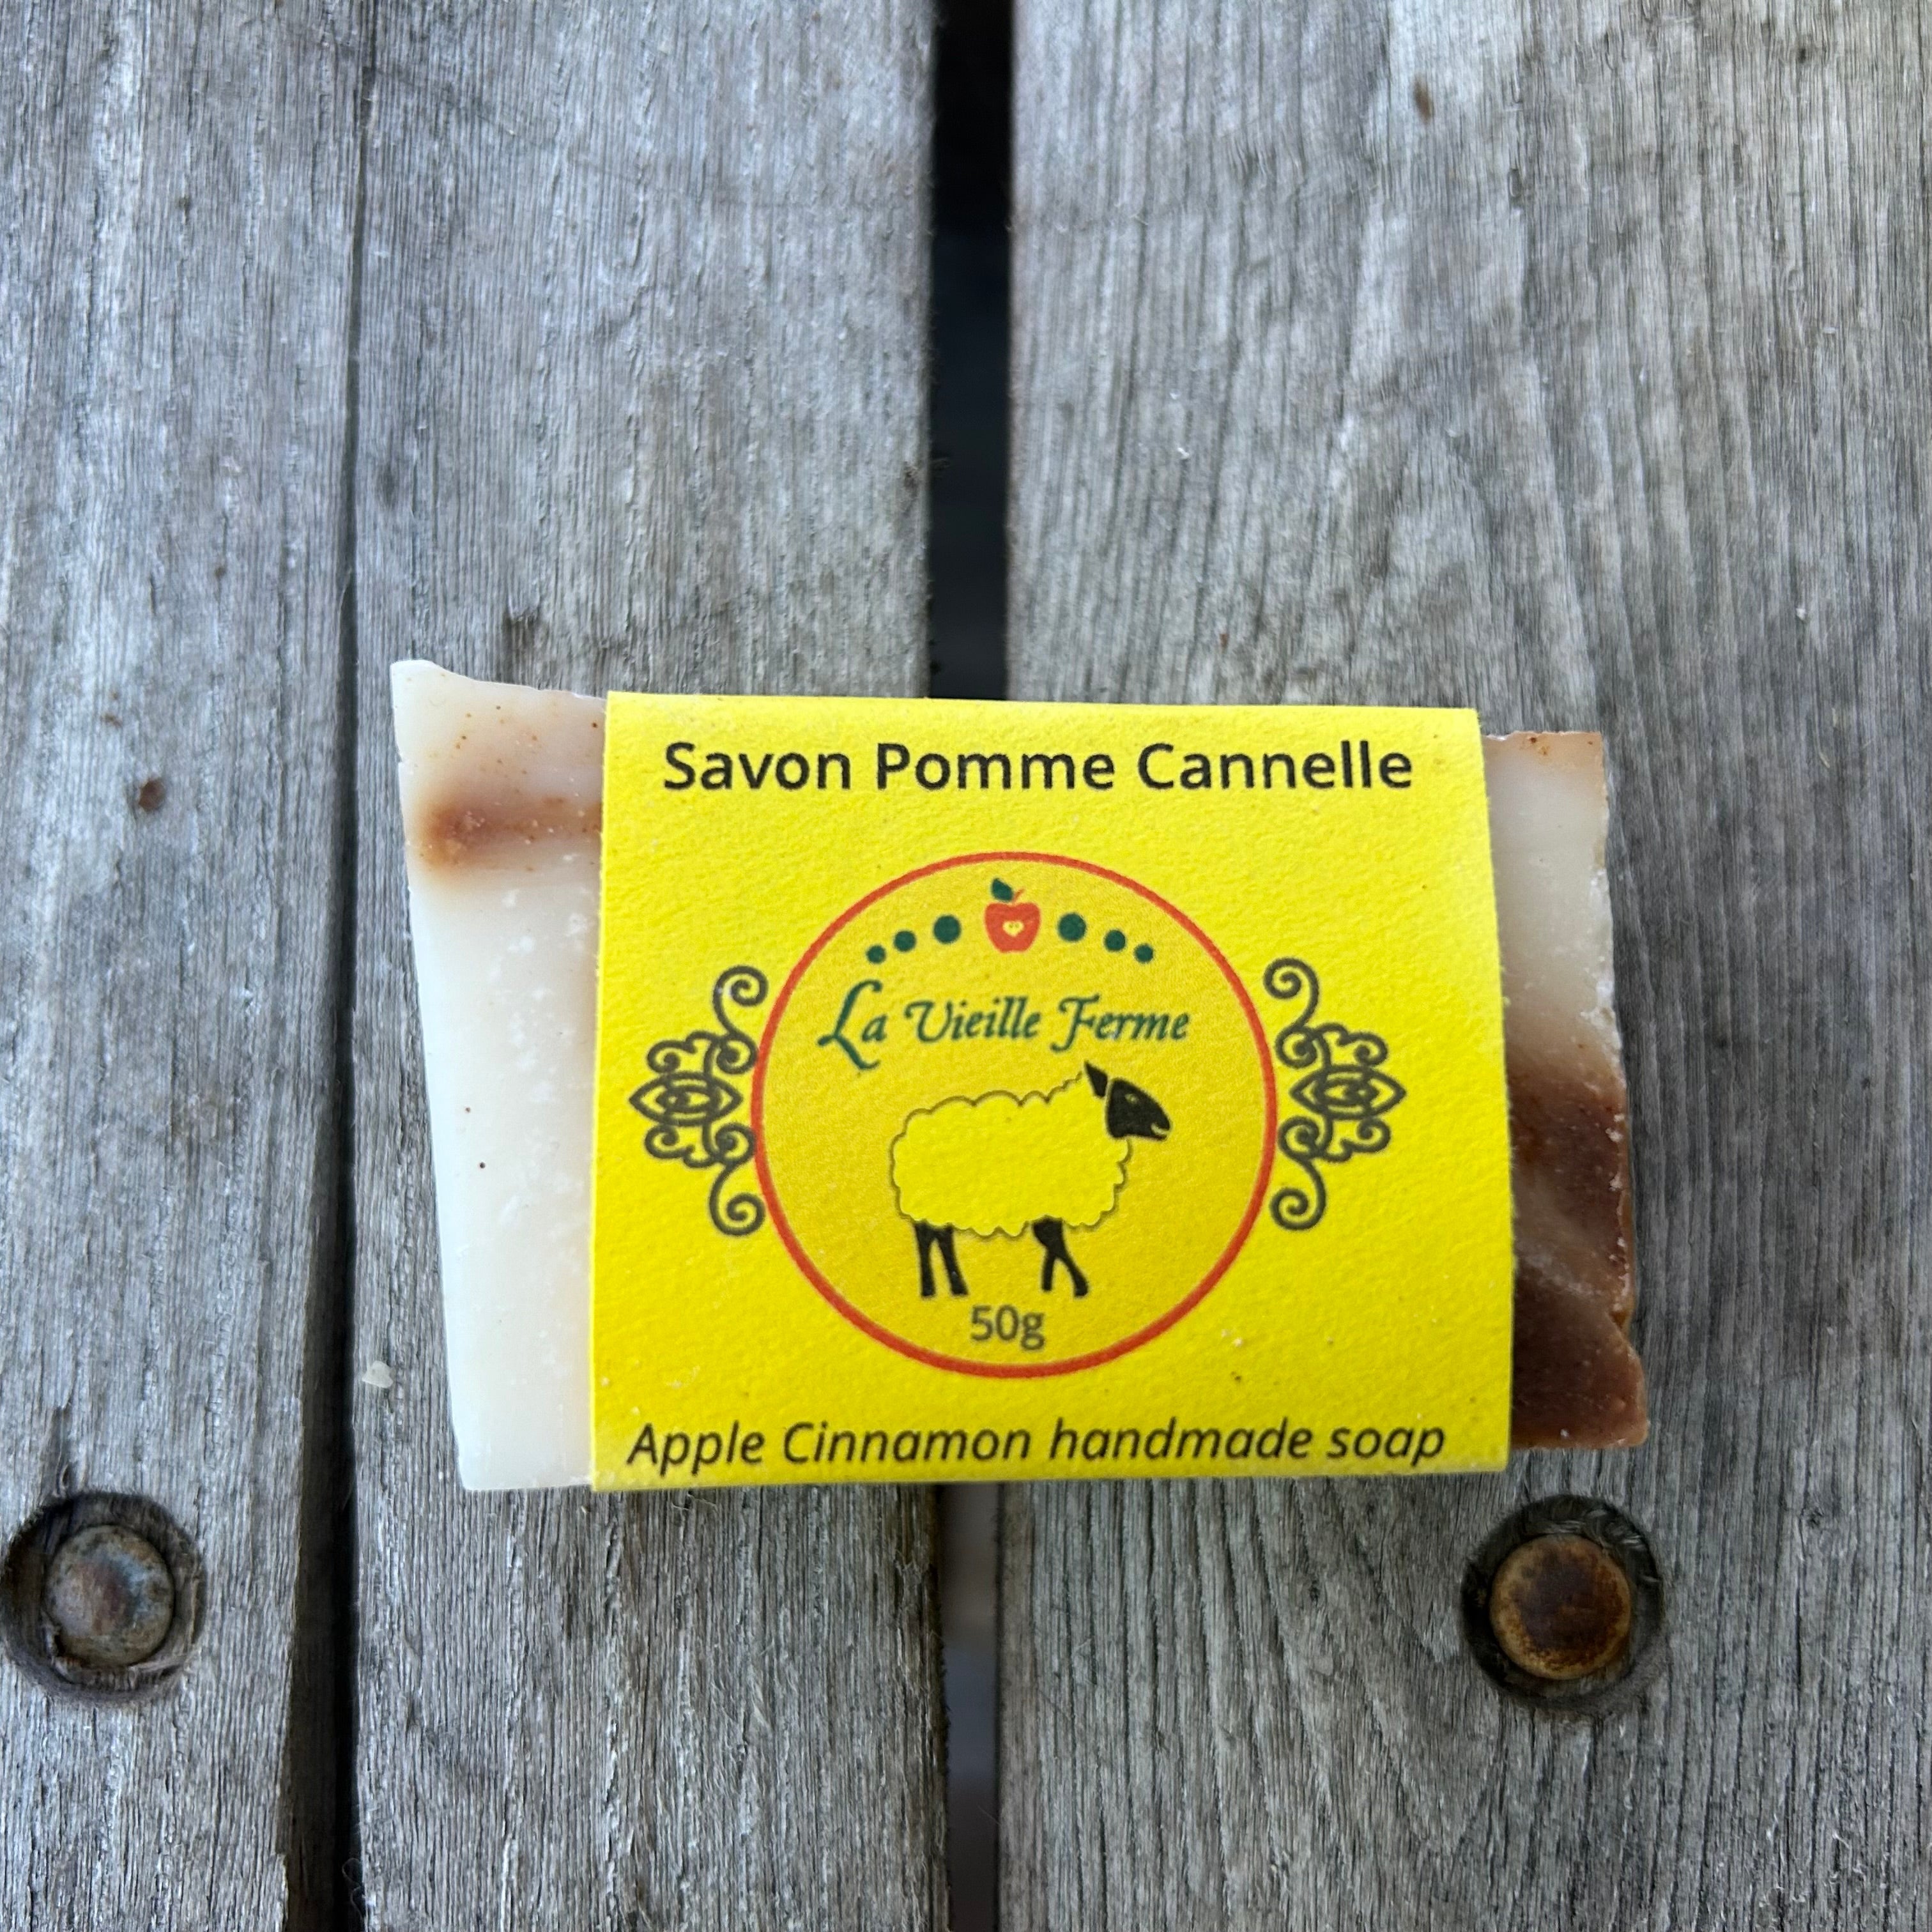 Savon Pomme Cannelle
La Vieille Ferme
50g
Apple Cinnamon handmade soap